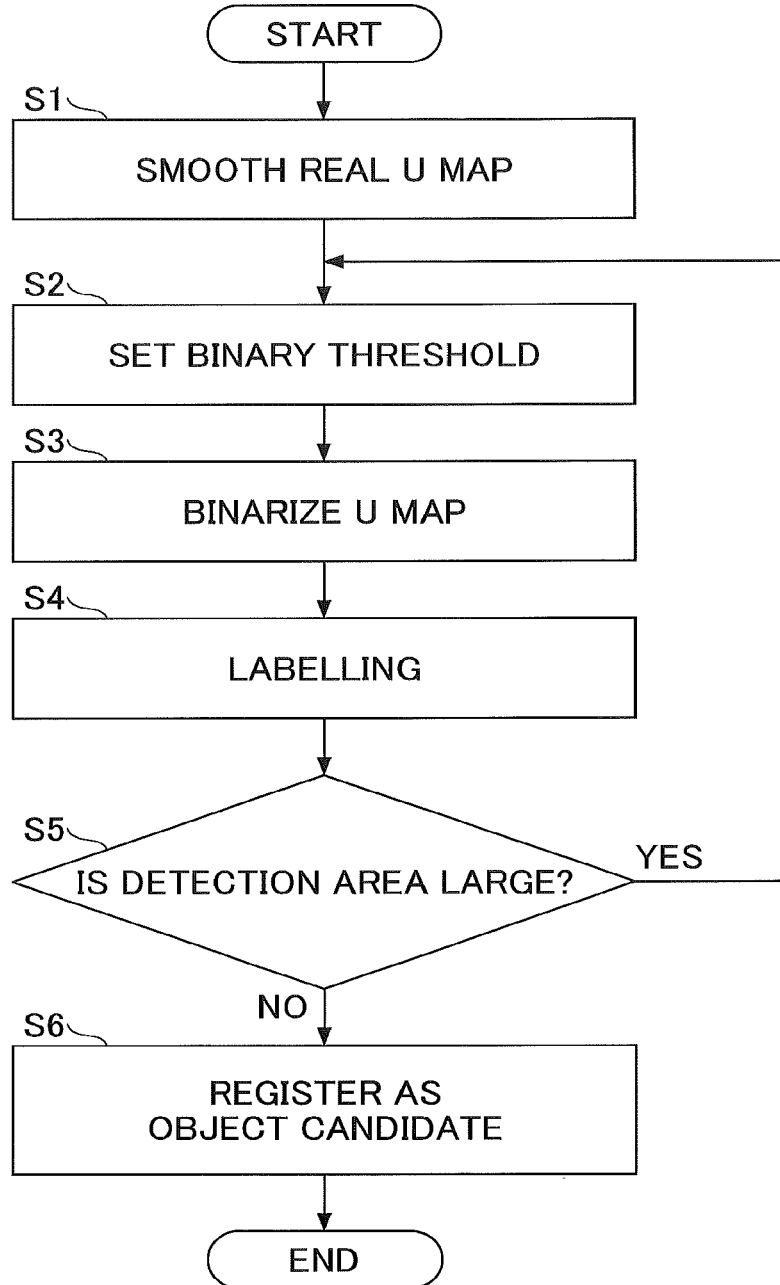 START
S1
SMOOTH REAL U MAP
S2
SET BINARY THRESHOLD
S3
BINARIZE U MAP
S4
LABELLING
S5
IS DETECTION AREA LARGE?
YES
NO
S6
REGISTER AS
OBJECT CANDIDATE
END